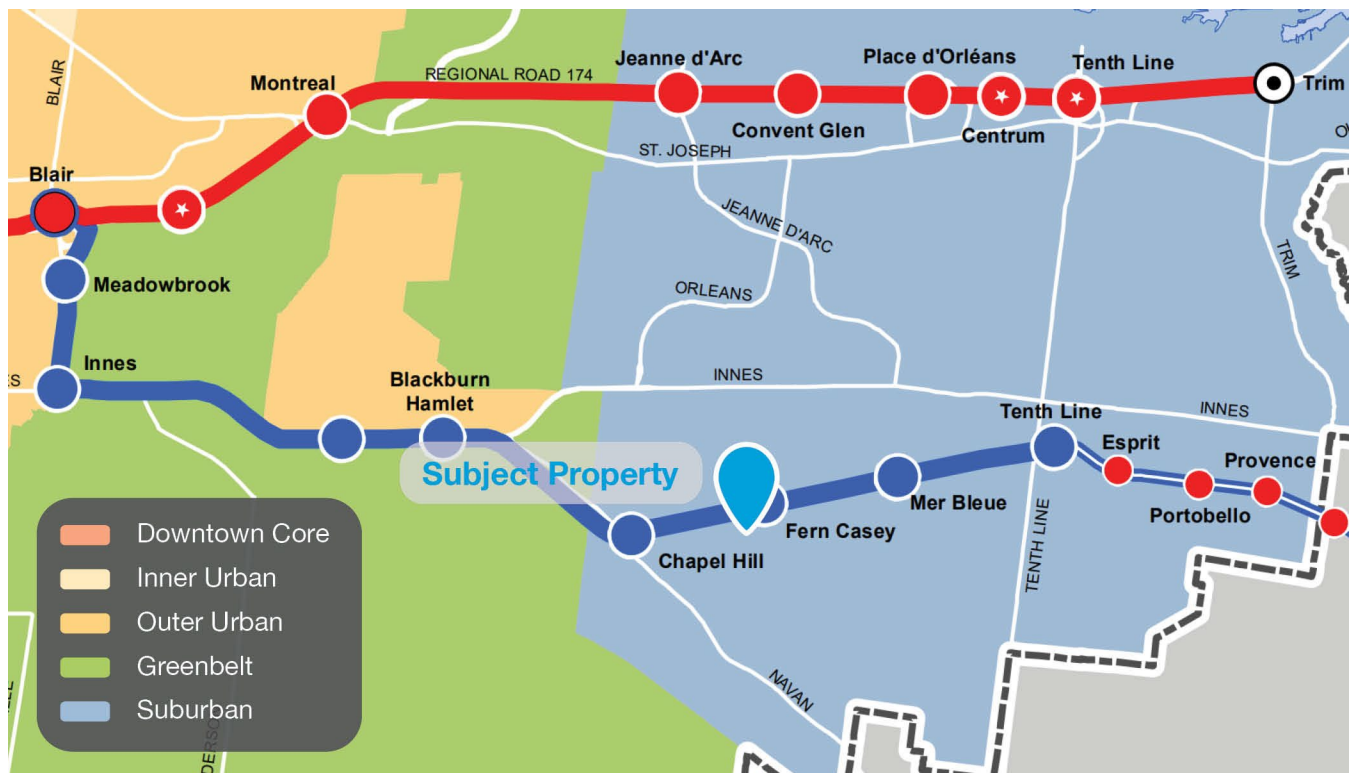 BLAIR
Montreal
REGIONAL ROAD 174
Jeanne d'Arc
Place d'Orléans
Tenth Line
Trim
Convent Glen
Centrum
ST. JOSEPH
Blair
JEANNE D'ARC
TRIM
Meadowbrook
ORLEANS
Innes
INNES
Blackburn
Hamlet
Tenth Line
INNES
Esprit
Provence
Subject Property
Mer Bleue
Portobello
Fern Casey
Chapel Hill
TENTH LINE
NAVAN
Downtown Core
Inner Urban
Outer Urban
Greenbelt
Suburban